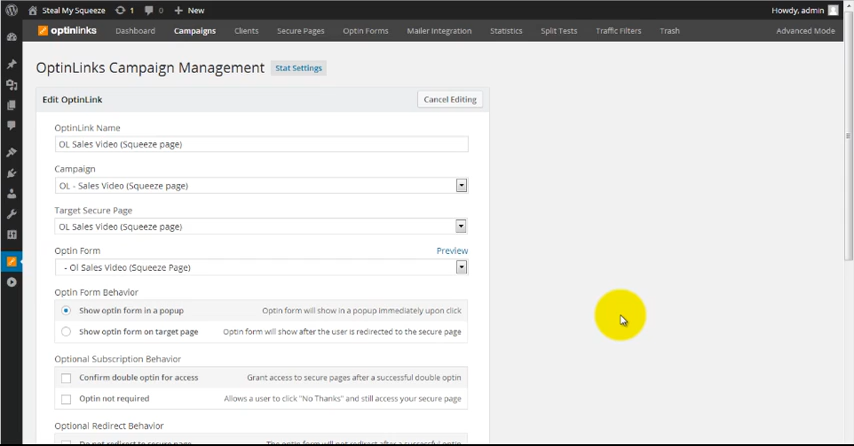 Steal My Squeeze 1 0 + New Howdy, admin
optinlinks Dashboard Campaigns Clients Secure Pages Optin Forms Mailer Integration Statistics Split Tests Traffic Filters Trash Advanced Mode
OptinLinks Campaign Management Stat Settings
Edit OptinLink Cancel Editing
OptinLink Name
OL Sales Video (Squeeze page)
Campaign
OL - Sales Video (Squeeze page)
Target Secure Page
OL Sales Video (Squeeze page)
Optin Form Preview
- Ol Sales Video (Squeeze Page)
Optin Form Behavior
Show optin form in a popup Optin form will show in a popup immediately upon click
Show optin form on target page Optin form will show after the user is redirected to the secure page
Optional Subscription Behavior
Confirm double optin for access Grant access to secure pages after a successful double optin
Optin not required Allows a user to click "No Thanks" and still access your secure page
Optional Redirect Behavior
Do not redirect to secure page The optin form will not redirect after a successful optin